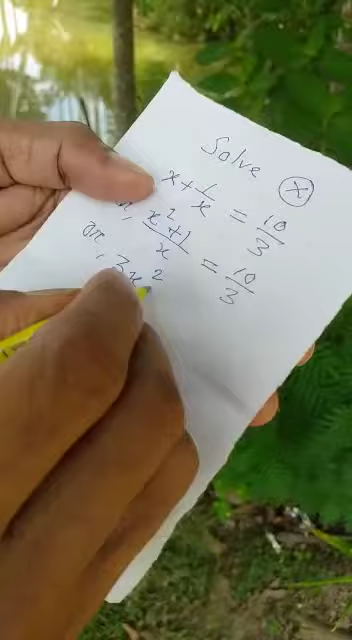 Solve (x)
x + 1/x = 10/3
or, x² + 1/x = 10/3
or, 3x²